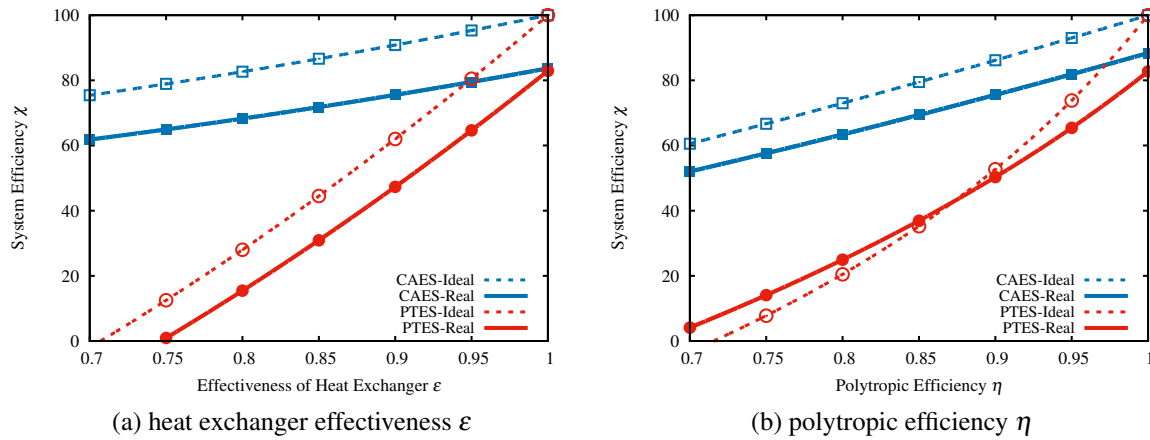 100
80
60
40
20
0
System Efficiency χ
CAES-Ideal
CAES-Real
PTES-Ideal
PTES-Real
0.7 0.75 0.8 0.85 0.9 0.95 1
Effectiveness of Heat Exchanger ε
(a) heat exchanger effectiveness ε
100
80
60
40
20
0
System Efficiency χ
CAES-Ideal
CAES-Real
PTES-Ideal
PTES-Real
0.7 0.75 0.8 0.85 0.9 0.95 1
Polytropic Efficiency η
(b) polytropic efficiency η